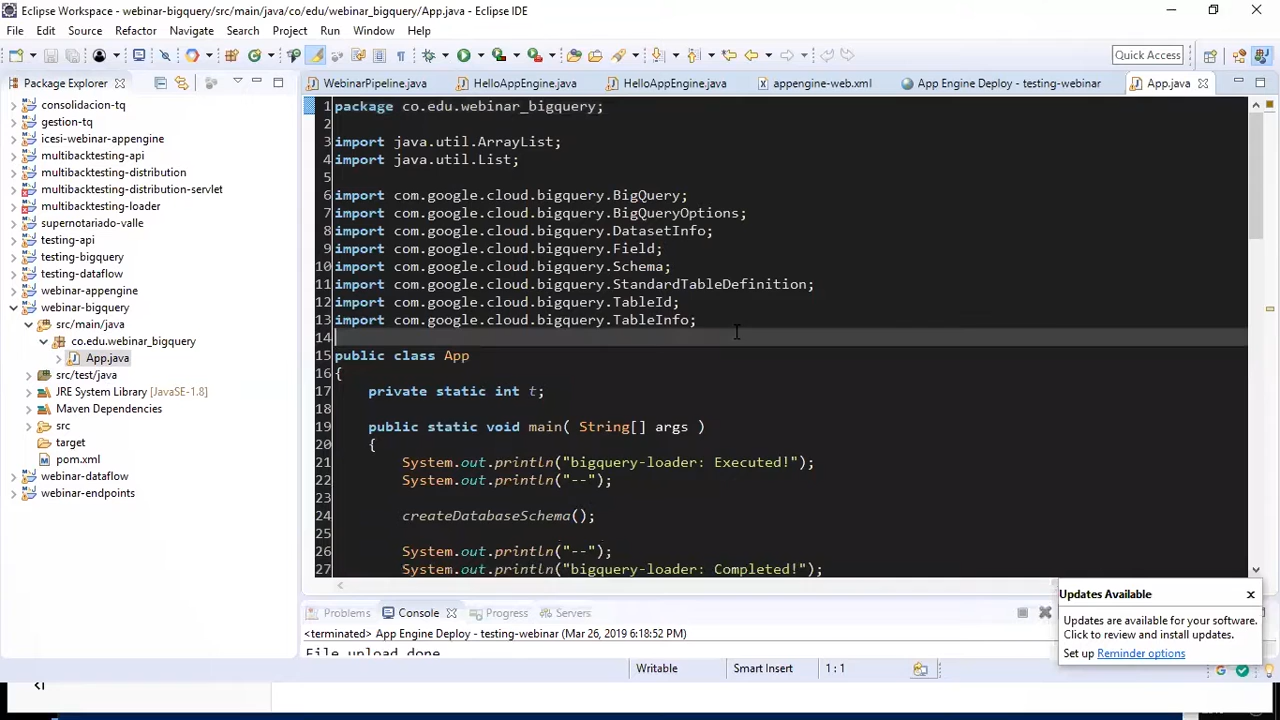 Eclipse Workspace - webinar-bigquery/src/main/java/co/edu/webinar_bigquery/App.java - Eclipse IDE
File Edit Source Refactor Navigate Search Project Run Window Help
Quick Access
Package Explorer
consolidacion-tq
gestion-tq
icesi-webinar-appengine
multibacktesting-api
multibacktesting-distribution
multibacktesting-distribution-servlet
multibacktesting-loader
supernotariado-valle
testing-api
testing-bigquery
testing-dataflow
webinar-appengine
webinar-bigquery
src/main/java
co.edu.webinar_bigquery
App.java
src/test/java
JRE System Library [JavaSE-1.8]
Maven Dependencies
src
target
pom.xml
webinar-dataflow
webinar-endpoints
WebinarPipeline.java HelloAppEngine.java HelloAppEngine.java appengine-web.xml App Engine Deploy - testing-webinar App.java
1 package co.edu.webinar_bigquery;
2
3 import java.util.ArrayList;
4 import java.util.List;
5
6 import com.google.cloud.bigquery.BigQuery;
7 import com.google.cloud.bigquery.BigQueryOptions;
8 import com.google.cloud.bigquery.DatasetInfo;
9 import com.google.cloud.bigquery.Field;
10 import com.google.cloud.bigquery.Schema;
11 import com.google.cloud.bigquery.StandardTableDefinition;
12 import com.google.cloud.bigquery.TableId;
13 import com.google.cloud.bigquery.TableInfo;
14
15 public class App
16 {
17 private static int t;
18
19 public static void main( String[] args )
20 {
21 System.out.println("bigquery-loader: Executed!");
22 System.out.println("--");
23
24 createDatabaseSchema();
25
26 System.out.println("--");
27 System.out.println("bigquery-loader: Completed!");
Problems Console Progress Servers
<terminated> App Engine Deploy - testing-webinar (Mar 26, 2019 6:18:52 PM)
File upload done
Updates Available
Updates are available for your software.
Click to review and install updates.
Set up Reminder options
Writable Smart Insert 1 : 1